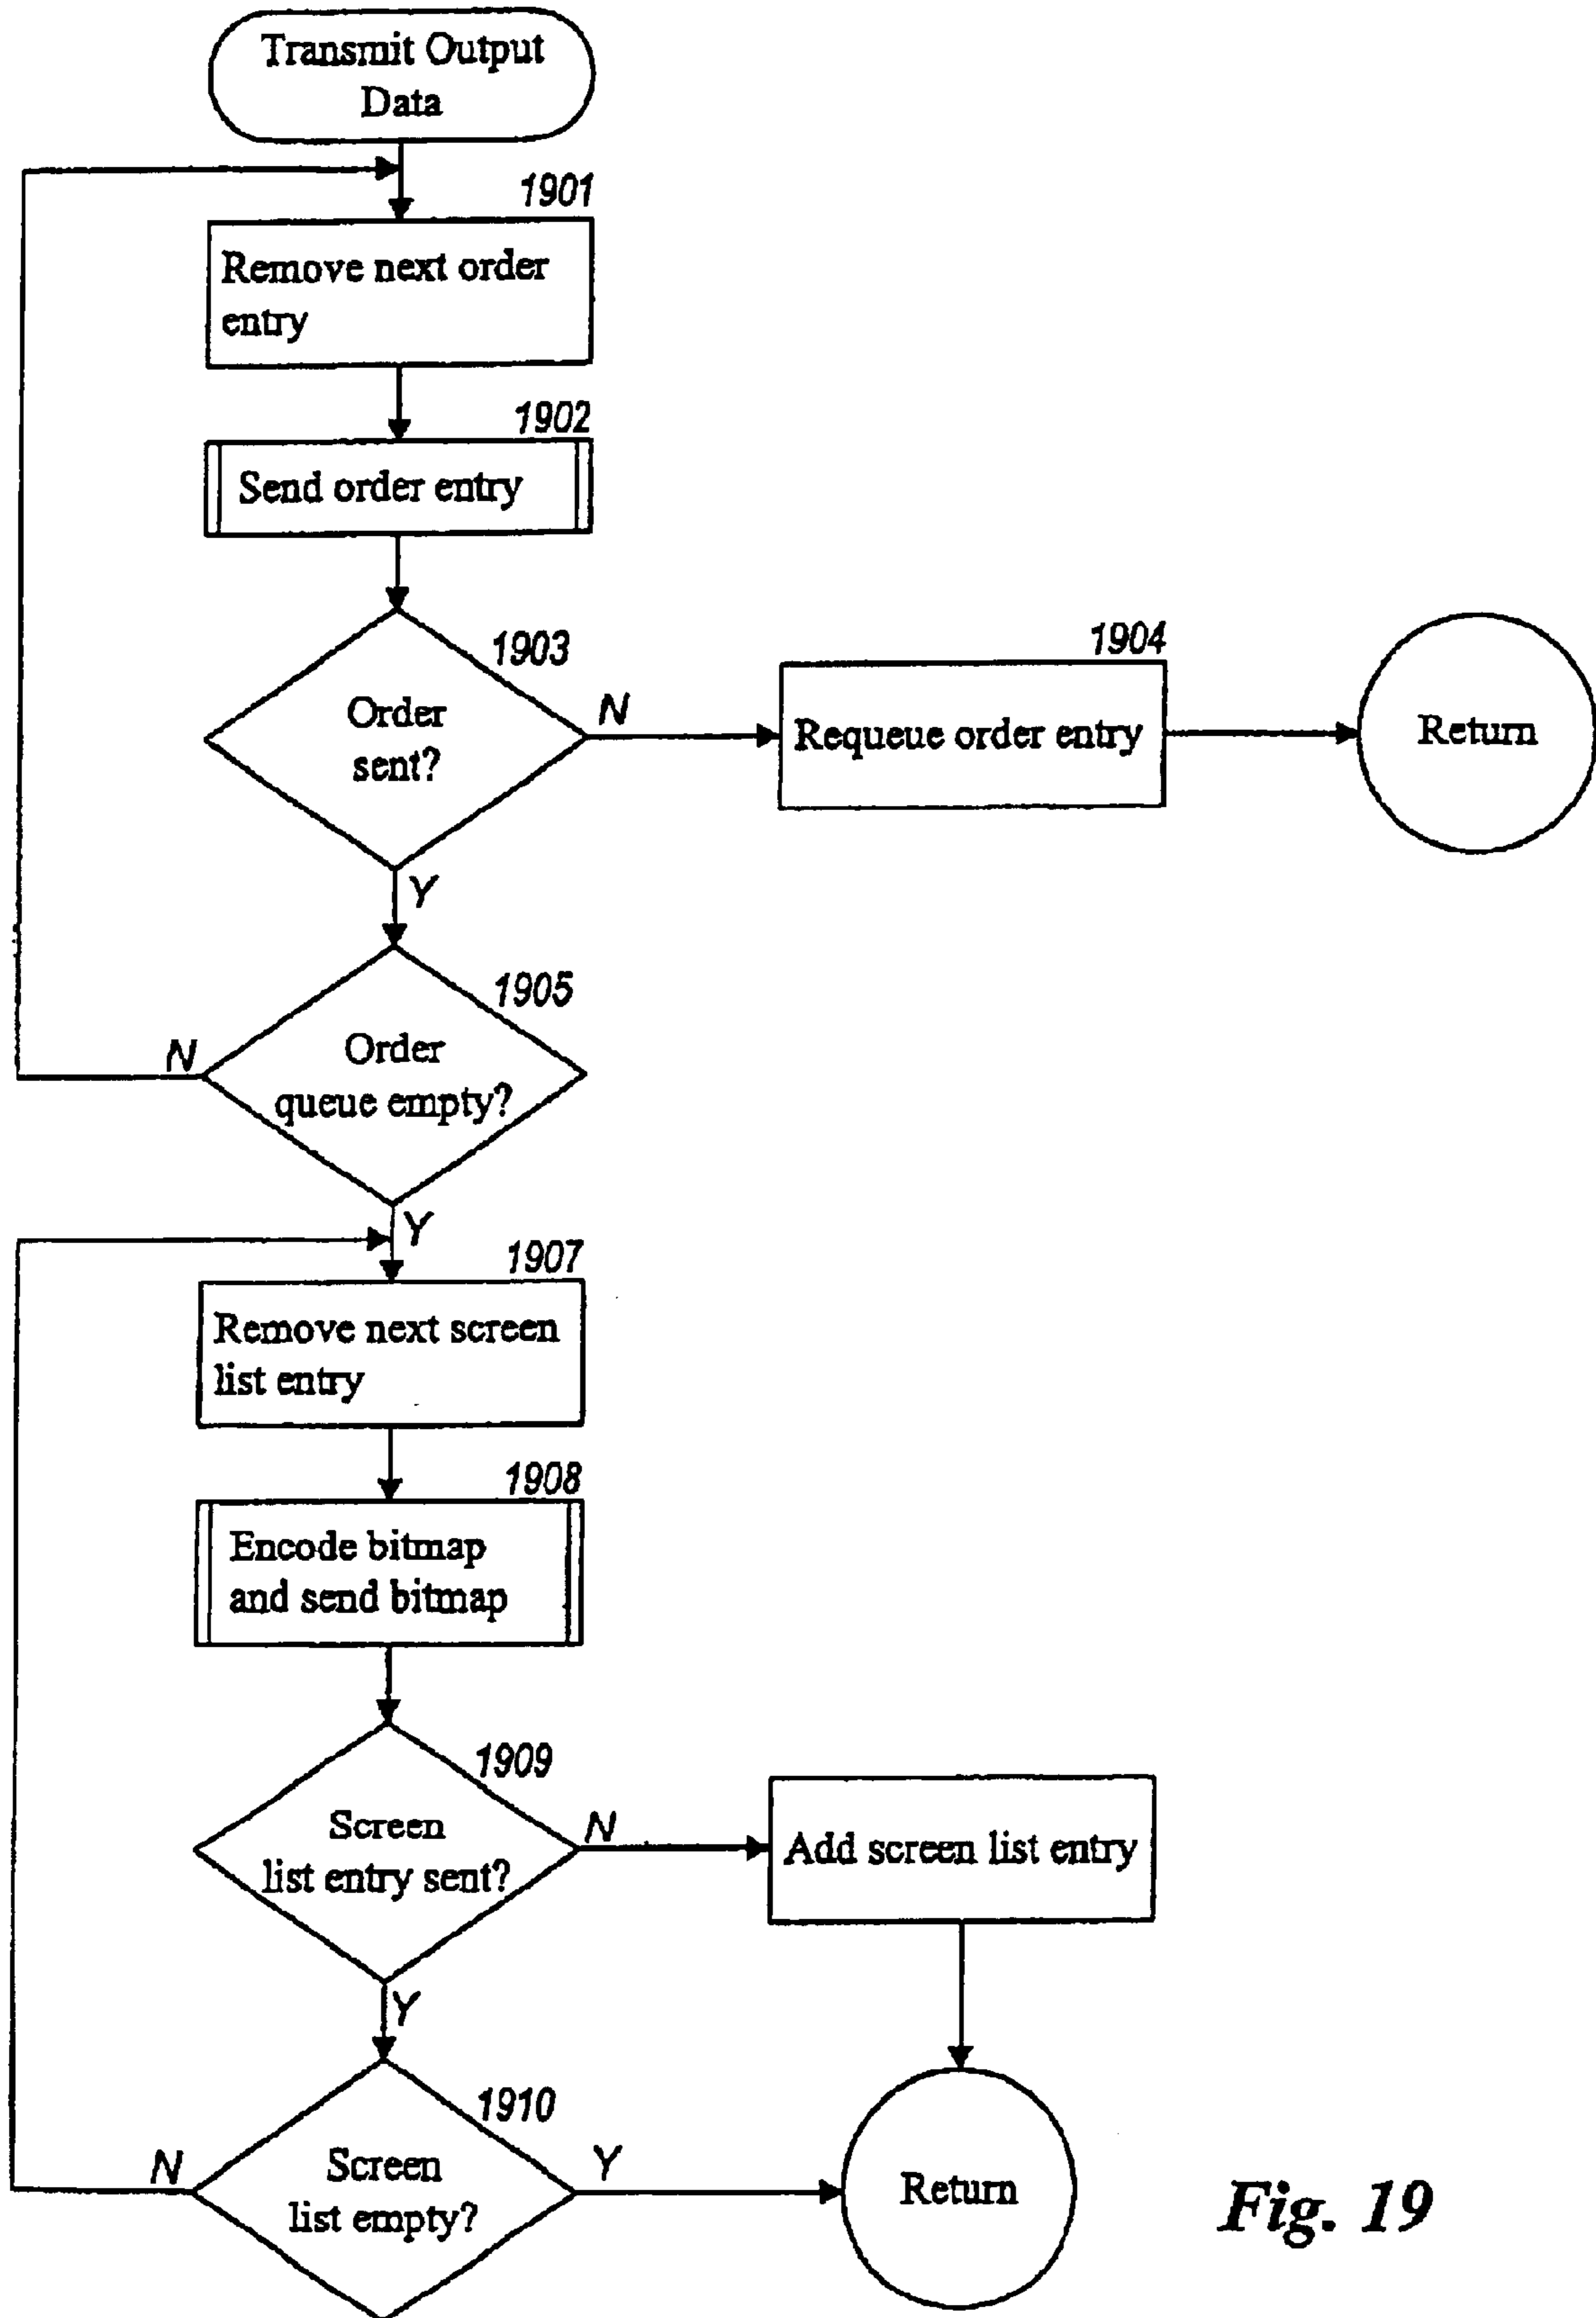 Transmit Output
Data
1901
Remove next order
entry
1902
Send order entry
1903
Order
sent?
N
1904
Requeue order entry
Return
Y
1905
Order
queue empty?
N
Y
1907
Remove next screen
list entry
1908
Encode bitmap
and send bitmap
1909
Screen
list entry sent?
N
Add screen list entry
Y
1910
Screen
list empty?
N
Y
Return
Fig. 19